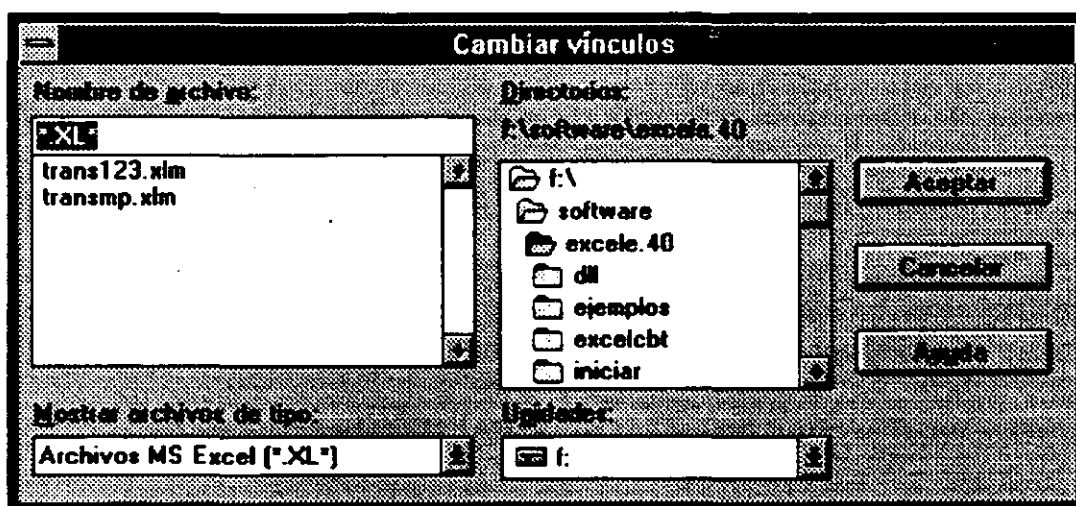 Cambiar vínculos
Nombre de archivo:
*.XL*
trans123.xlm
transmp.xlm
Mostrar archivos de tipo:
Archivos MS Excel (*.XL*)
Directorios:
f:\software\excele.40
f:\
software
excele.40
dll
ejemplos
excelcbt
iniciar
Unidades:
f:
Aceptar
Cancelar
Ayuda